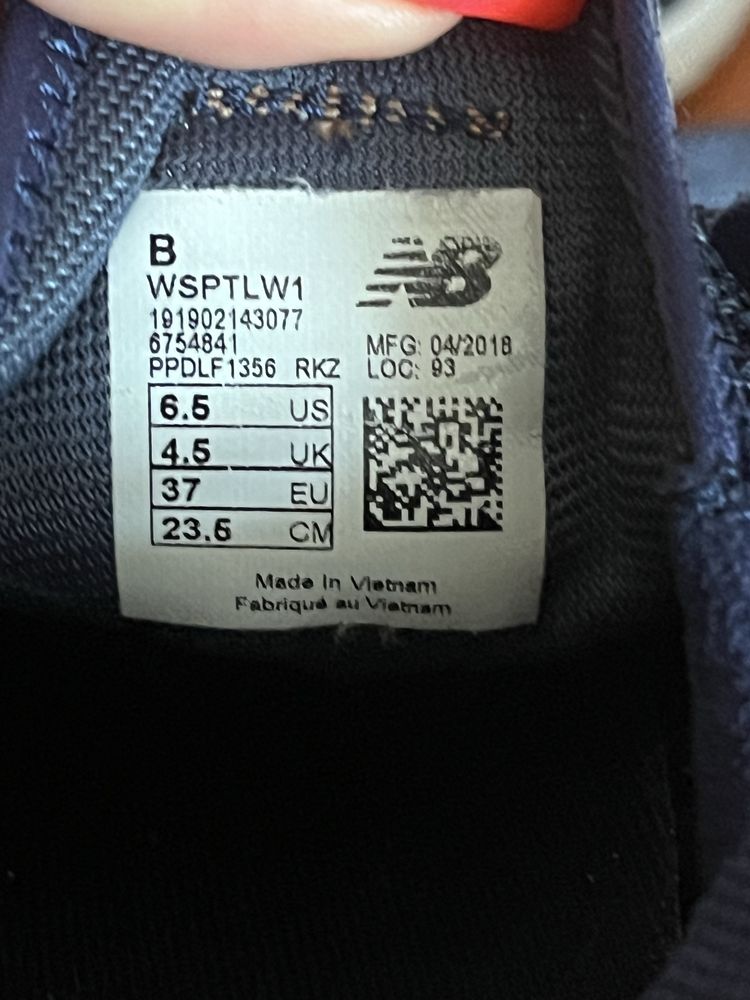 B
WSPTLW1
191902143077
6754841
PPDLF1356 RKZ
NB
MFG: 04/2018
LOC: 93
6.5 US
4.5 UK
37 EU
23.5 CM
Made In Vietnam
Fabriqué au Vietnam